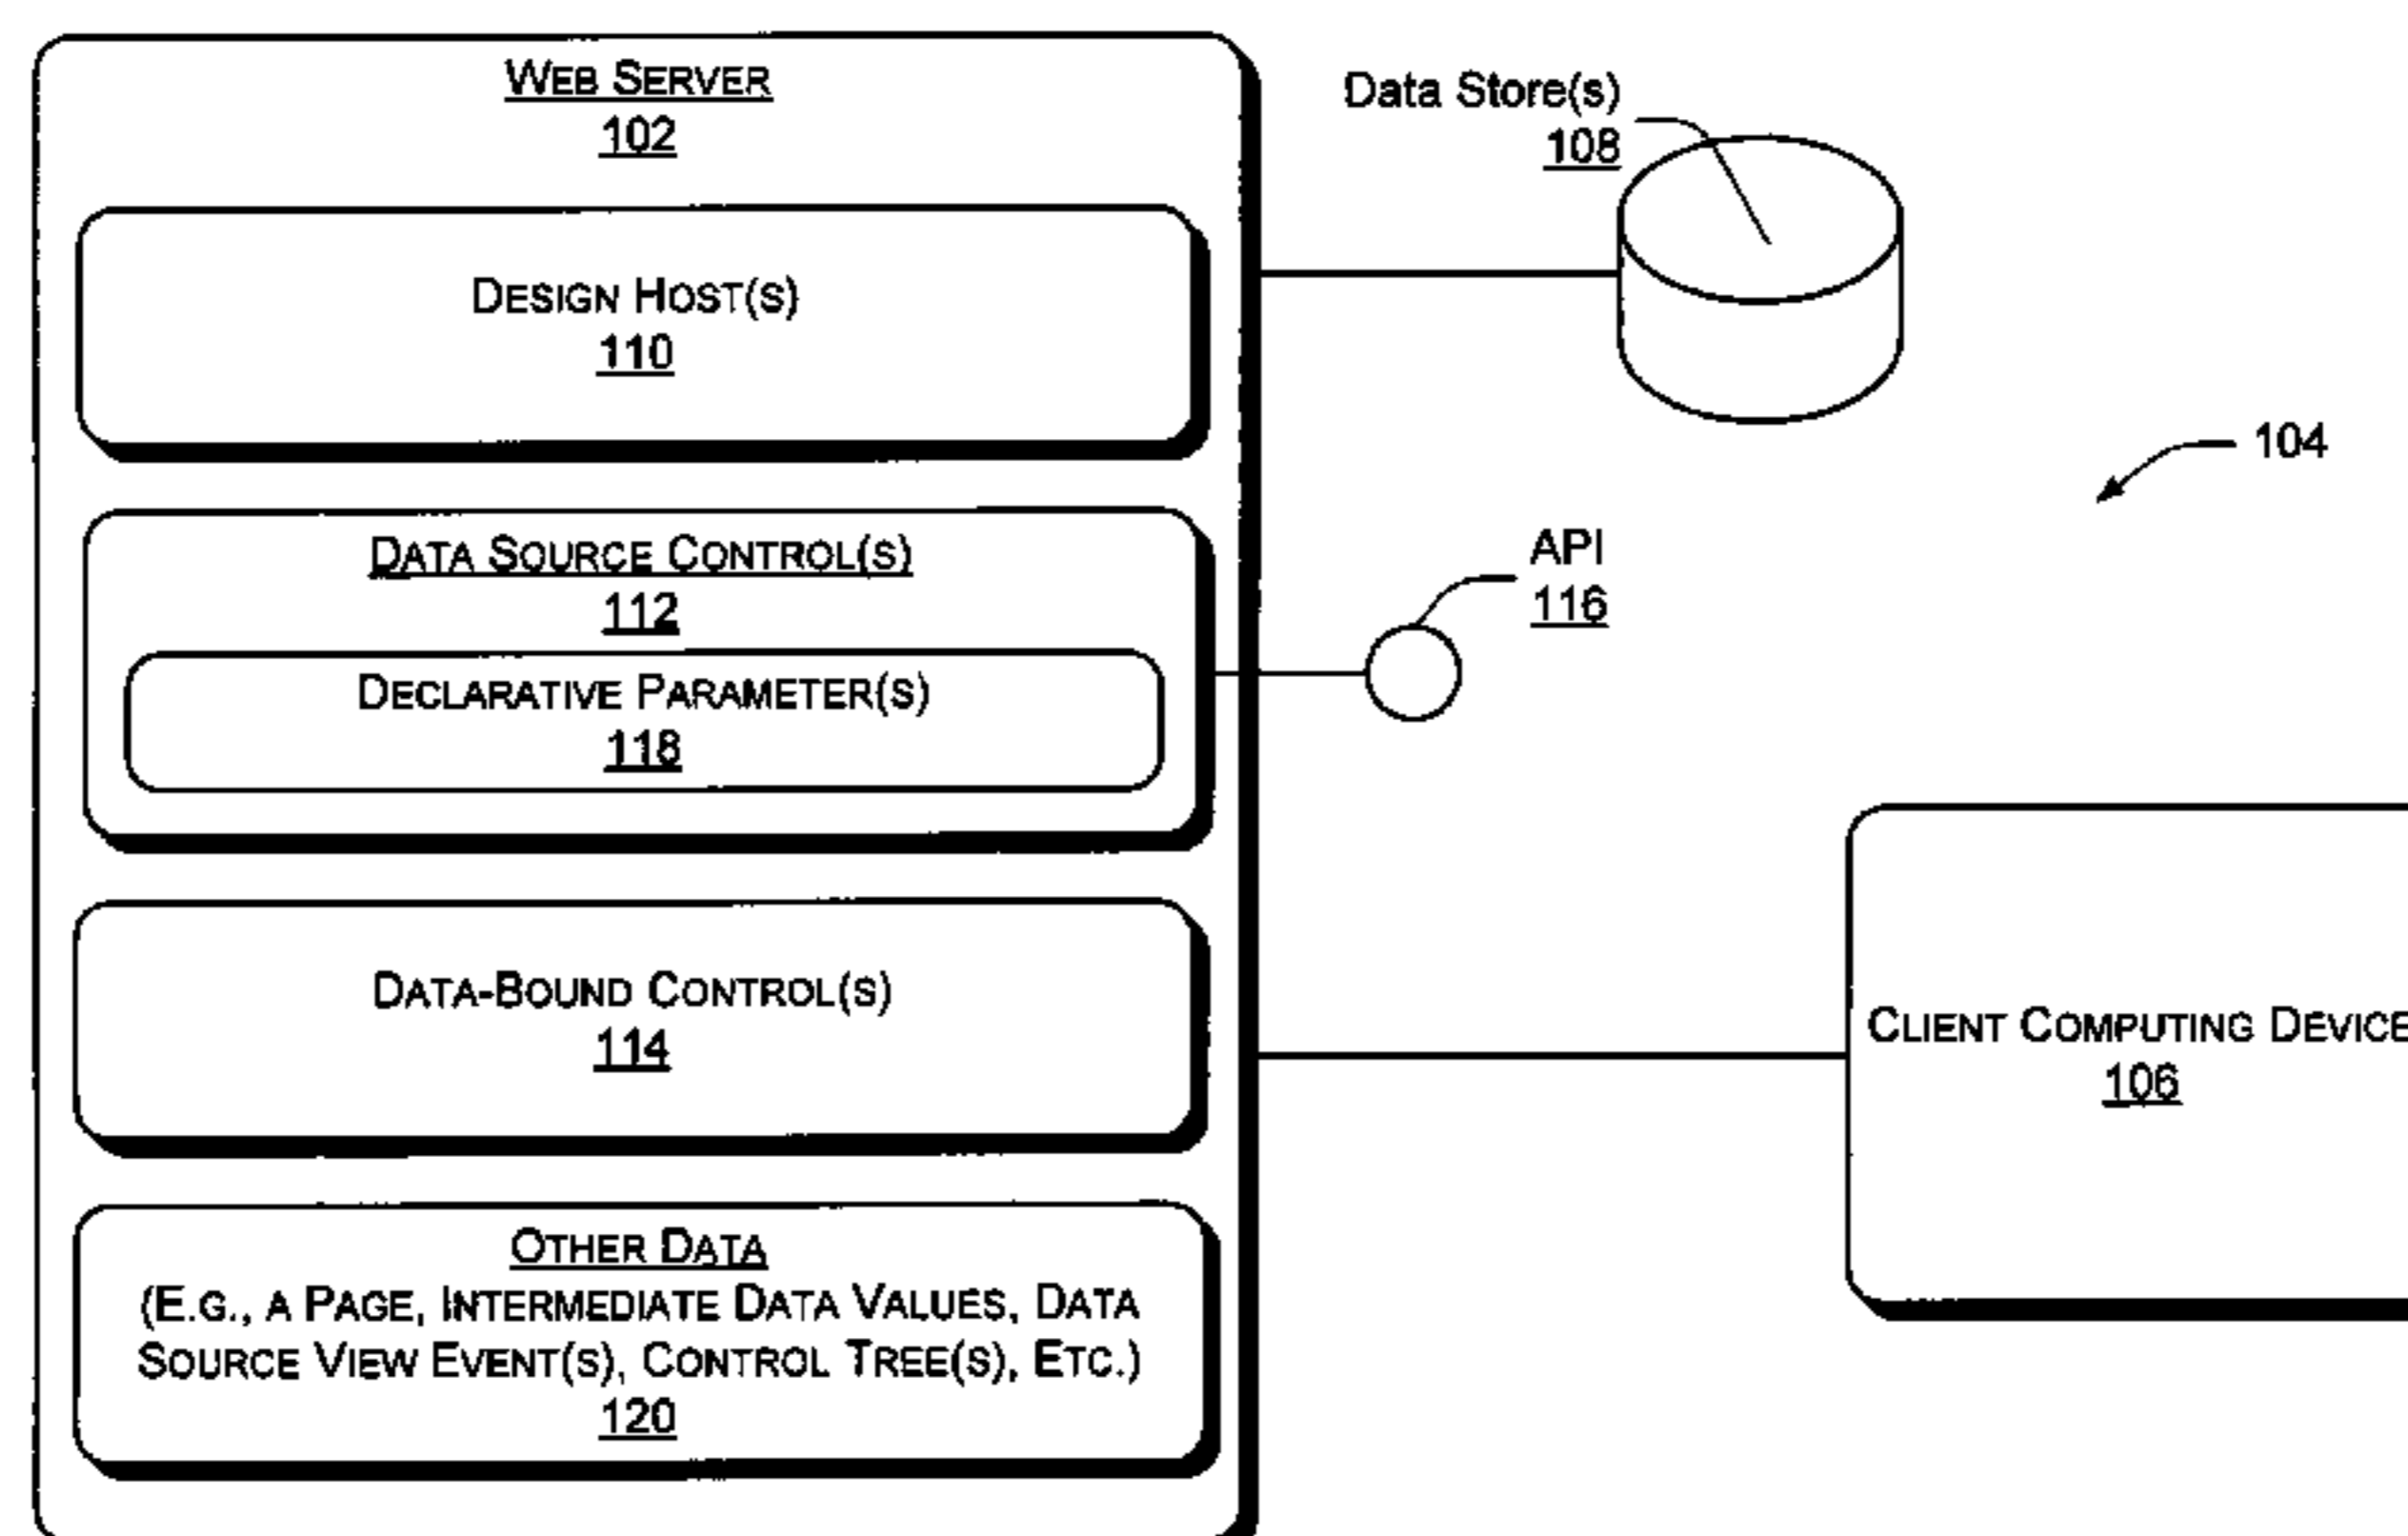 WEB SERVER
102
DESIGN HOST(S)
110
DATA SOURCE CONTROL(S)
112
DECLARATIVE PARAMETER(S)
118
DATA-BOUND CONTROL(S)
114
OTHER DATA
(E.G., A PAGE, INTERMEDIATE DATA VALUES, DATA
SOURCE VIEW EVENT(S), CONTROL TREE(S), ETC.)
120
Data Store(s)
108
104
API
116
CLIENT COMPUTING DEVICE
106